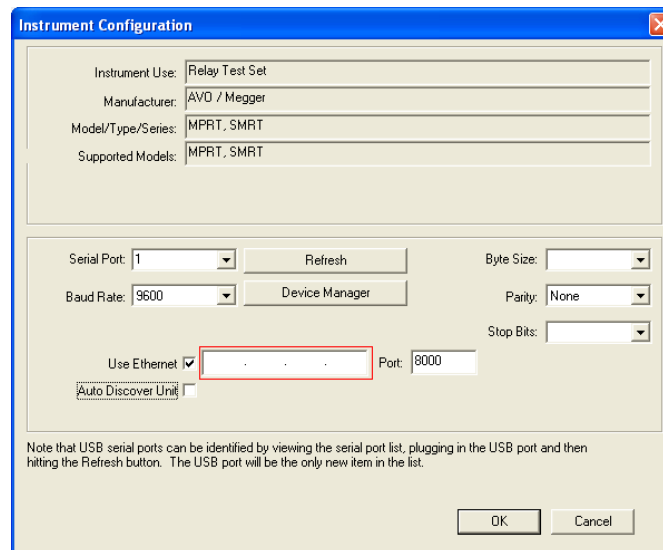 Instrument Configuration
Instrument Use: Relay Test Set
Manufacturer: AVO / Megger
Model/Type/Series: MPRT, SMRT
Supported Models: MPRT, SMRT
Serial Port: 1 Refresh Byte Size:
Baud Rate: 9600 Device Manager Parity: None
Stop Bits:
Use Ethernet . . . Port: 8000
Auto Discover Unit
Note that USB serial ports can be identified by viewing the serial port list, plugging in the USB port and then
hitting the Refresh button. The USB port will be the only new item in the list.
OK Cancel